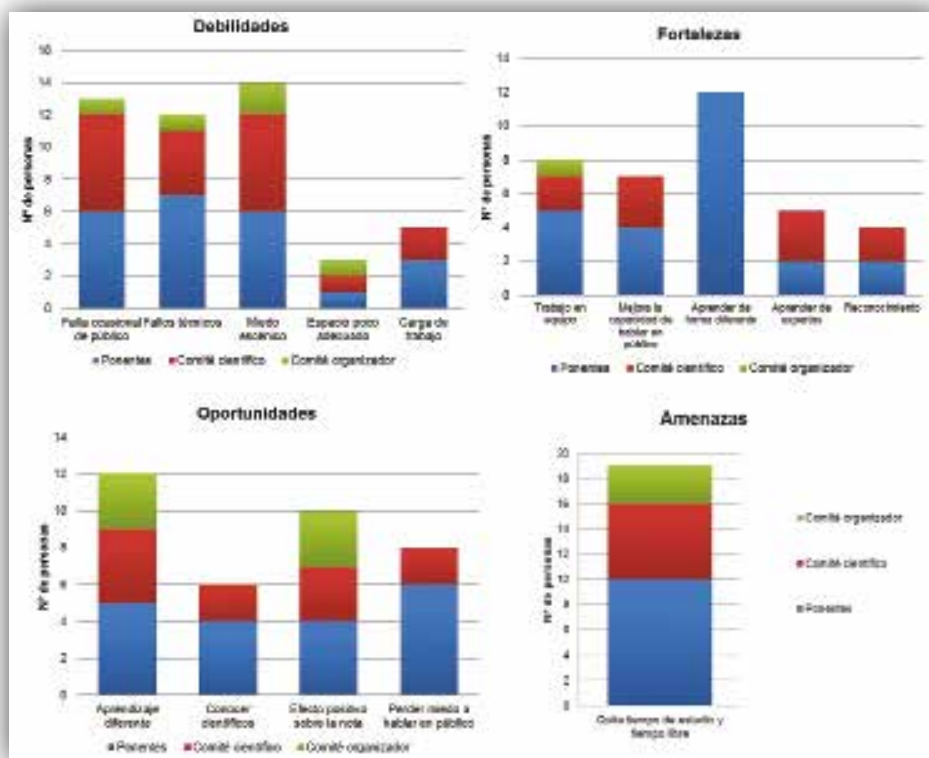 Debilidades
Nº de personas
16
14
12
10
8
6
4
2
0
Falta ocasional de público
Fallos técnicos
Miedo escénico
Espacio poco adecuado
Carga de trabajo
Ponentes
Comité científico
Comité organizador
Fortalezas
Nº de personas
14
12
10
8
6
4
2
0
Trabajo en equipo
Mejora la capacidad de hablar en público
Aprender de forma diferente
Aprender de expertos
Reconocimiento
Ponentes
Comité científico
Comité organizador
Oportunidades
Nº de personas
14
12
10
8
6
4
2
0
Aprendizaje diferente
Conocer científicos
Efecto positivo sobre la nota
Perder miedo a hablar en público
Ponentes
Comité científico
Comité organizador
Amenazas
Nº de personas
20
18
16
14
12
10
8
6
4
2
0
Quita tiempo de estudio y tiempo libre
Comité organizador
Comité científico
Ponentes